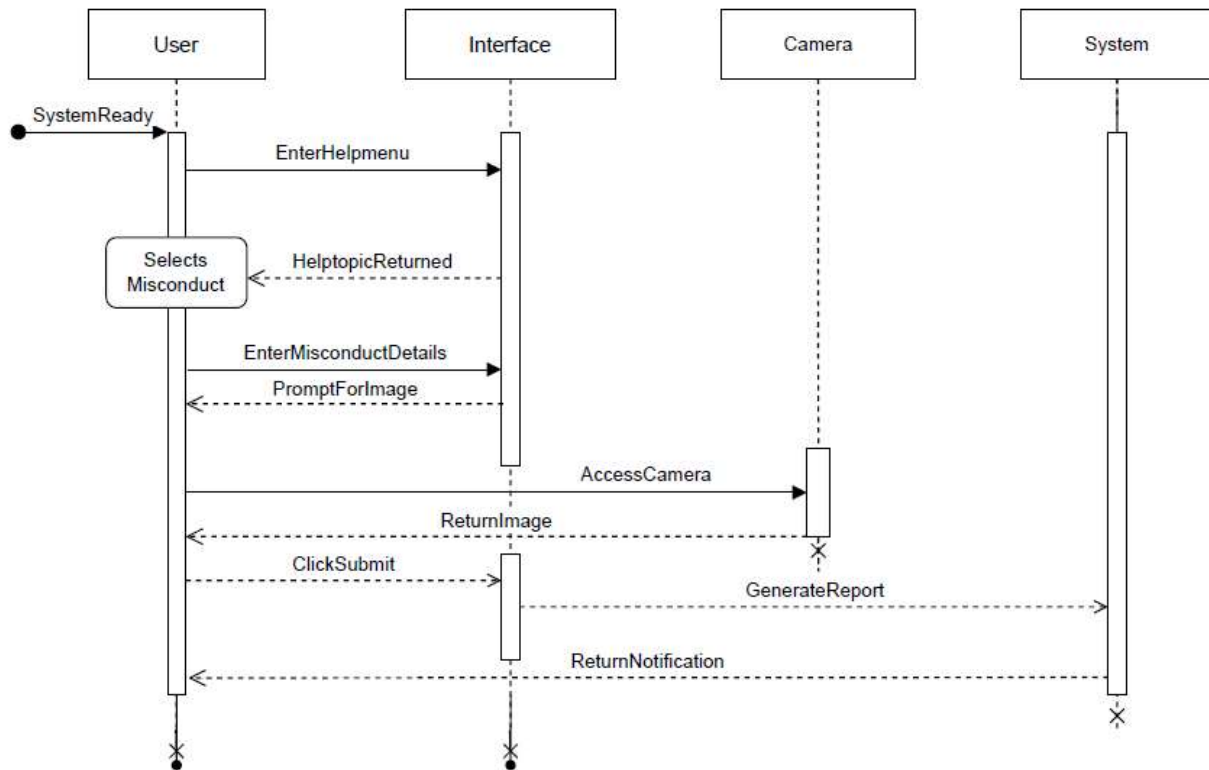 User
Interface
Camera
System
SystemReady
EnterHelpmenu
Selects
Misconduct
HelptopicReturned
EnterMisconductDetails
PromptForImage
AccessCamera
ReturnImage
ClickSubmit
GenerateReport
ReturnNotification